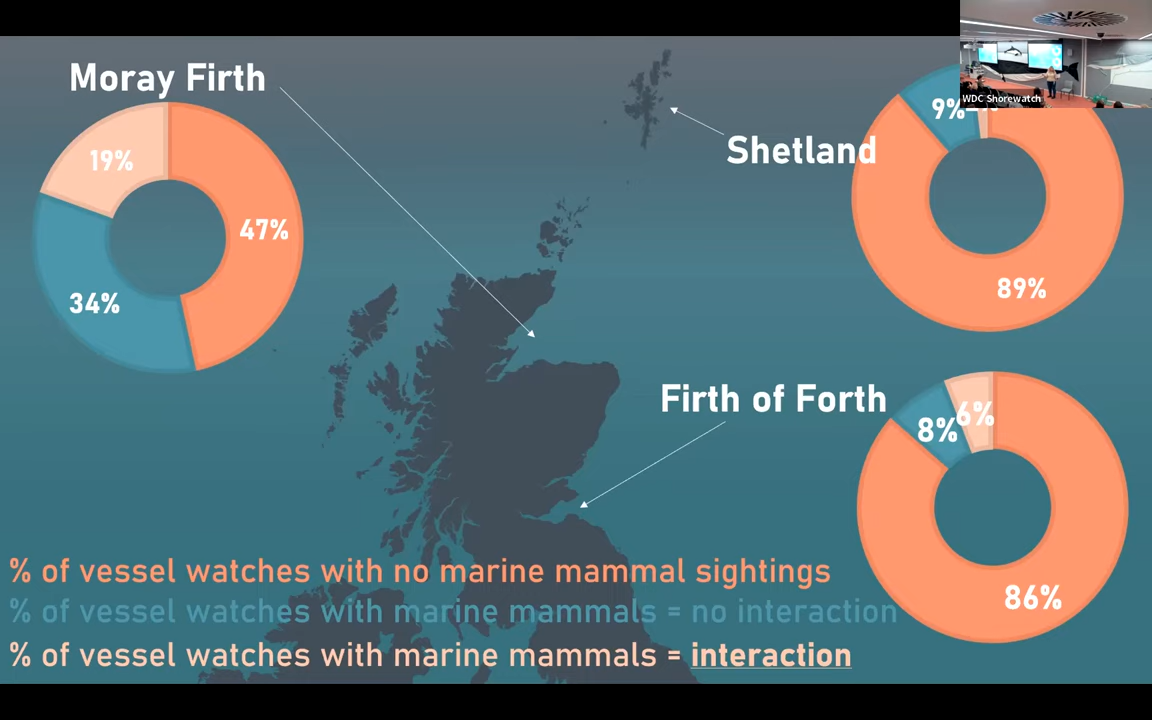 Moray Firth
19%
47%
34%
Shetland
WDC Shorewatch
9%
89%
Firth of Forth
6%
8%
86%
% of vessel watches with no marine mammal sightings
% of vessel watches with marine mammals = no interaction
% of vessel watches with marine mammals = interaction